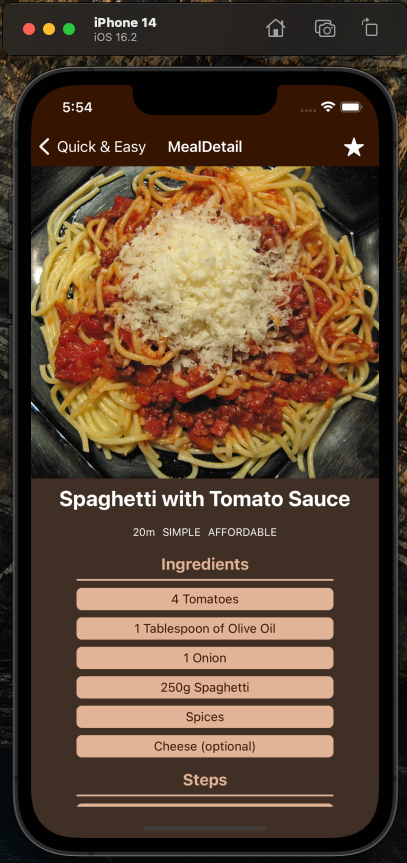 iPhone 14
iOS 16.2
5:54
Quick & Easy MealDetail
Spaghetti with Tomato Sauce
20m SIMPLE AFFORDABLE
Ingredients
4 Tomatoes
1 Tablespoon of Olive Oil
1 Onion
250g Spaghetti
Spices
Cheese (optional)
Steps